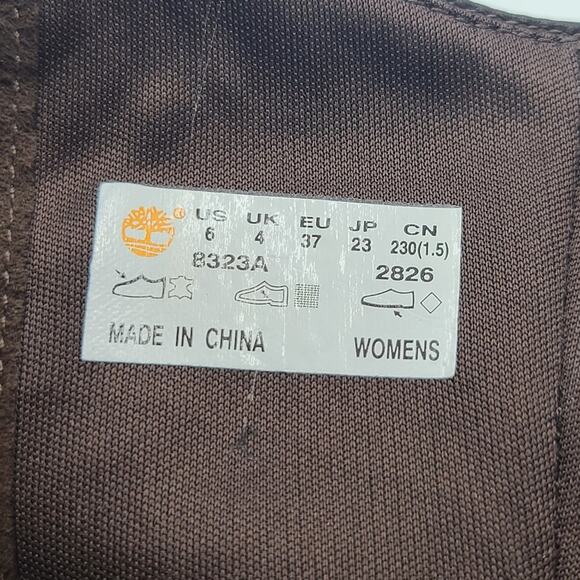 ® US UK EU JP CN
6 4 37 23 230(1.5)
8323A 2826
MADE IN CHINA WOMENS